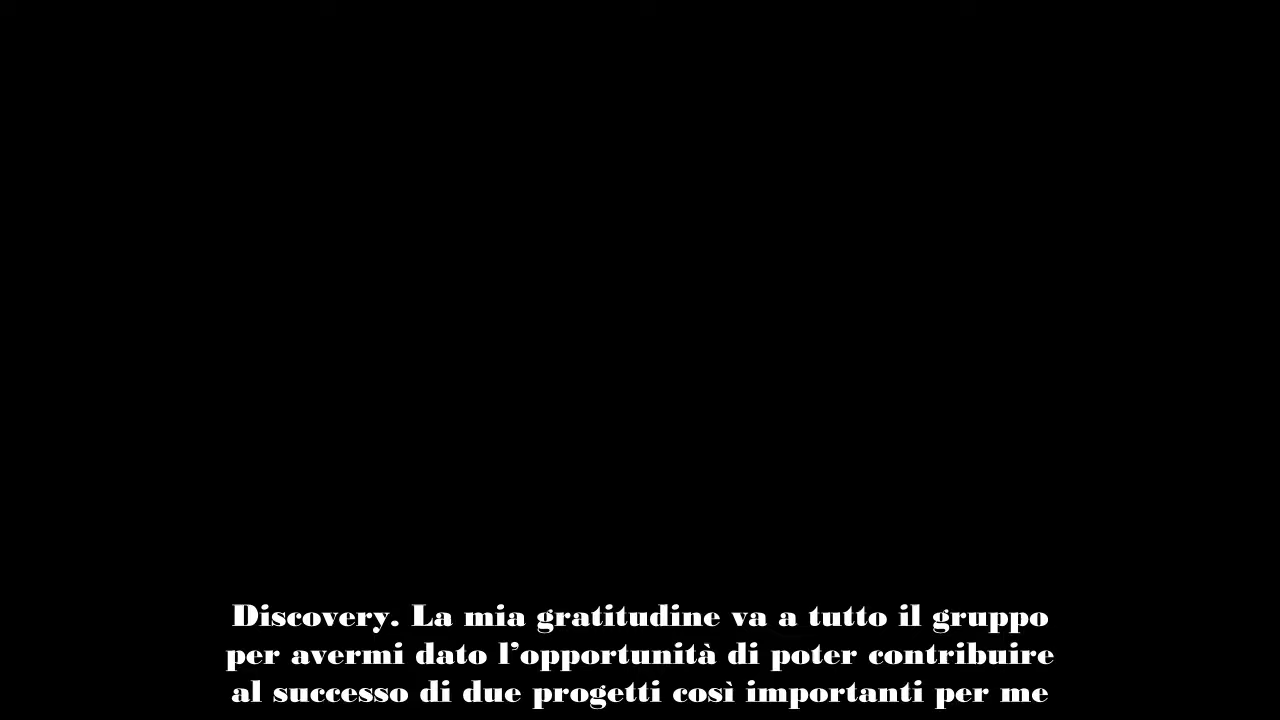 Discovery. La mia gratitudine va a tutto il gruppo
per avermi dato l’opportunità di poter contribuire
al successo di due progetti così importanti per me